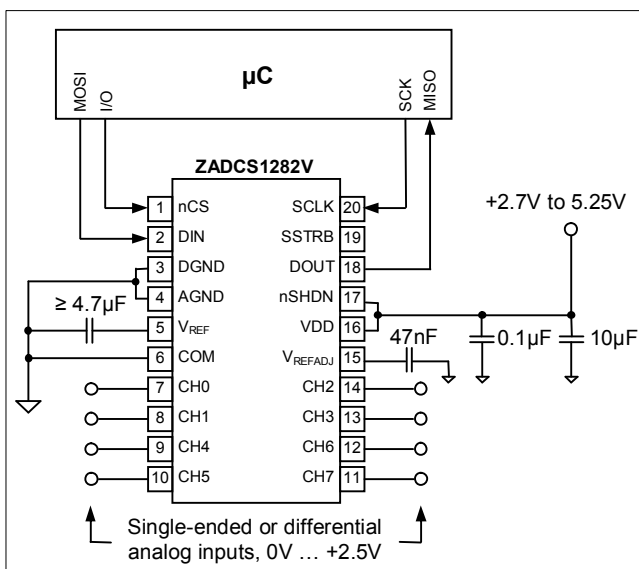 µC
MOSI
I/O
SCK
MISO
ZADCS1282V
1 nCS
SCLK 20
2 DIN
SSTRB 19
3 DGND
DOUT 18
4 AGND
nSHDN 17
5 VREF
VDD 16
6 COM
VREFADJ 15
7 CH0
CH2 14
8 CH1
CH3 13
9 CH4
CH6 12
10 CH5
CH7 11
+2.7V to 5.25V
≥ 4.7µF
47nF
0.1µF
10µF
Single-ended or differential
analog inputs, 0V ... +2.5V